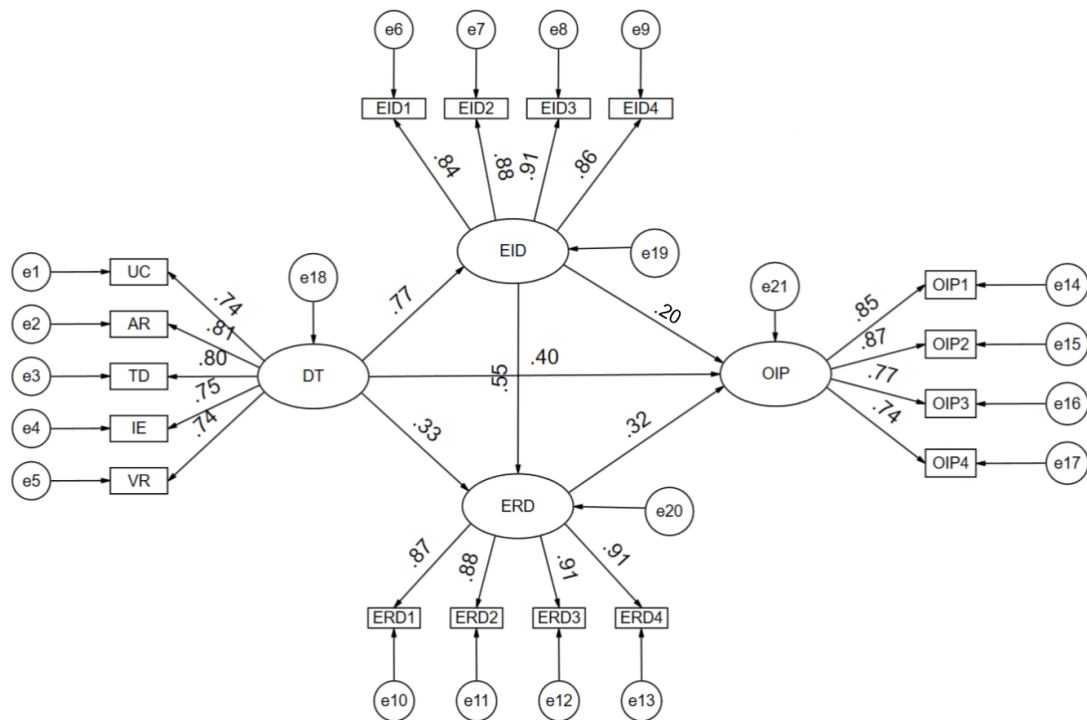 e6
e7
e8
e9
EID1
EID2
EID3
EID4
.84
.88
.91
.86
EID
e19
e1
UC
e18
e21
OIP1
e14
.77
.20
.74
.85
e2
AR
.81
.87
OIP2
e15
e3
TD
.80
DT
.55
.40
OIP
.77
OIP3
e16
e4
IE
.75
.74
.33
.32
.74
e5
VR
OIP4
e17
ERD
e20
.87
.88
.91
.91
ERD1
ERD2
ERD3
ERD4
e10
e11
e12
e13